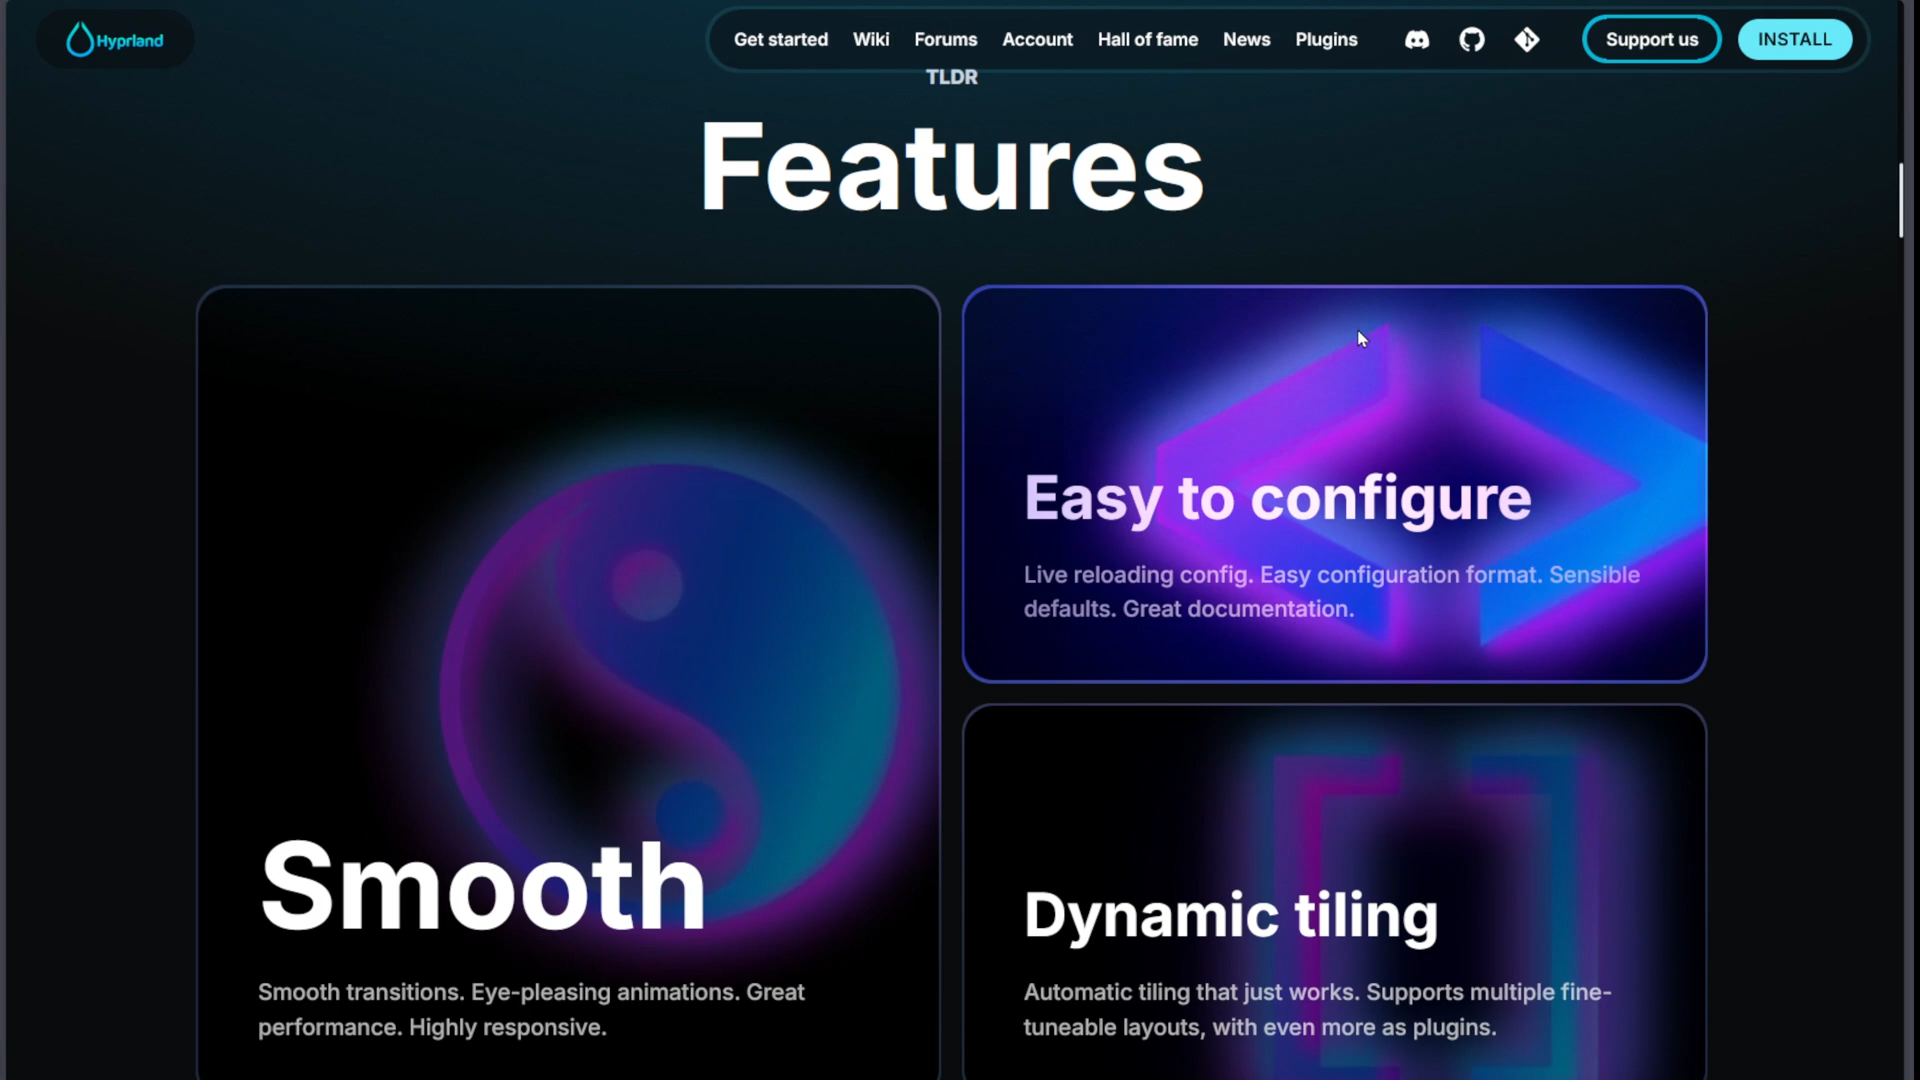 Hyprland
Get started Wiki Forums Account Hall of fame News Plugins Support us INSTALL
TLDR
Features
Easy to configure
Live reloading config. Easy configuration format. Sensible
defaults. Great documentation.
Smooth
Smooth transitions. Eye-pleasing animations. Great
performance. Highly responsive.
Dynamic tiling
Automatic tiling that just works. Supports multiple fine-
tuneable layouts, with even more as plugins.